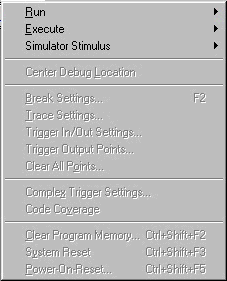 Run
Execute
Simulator Stimulus
Center Debug Location
Break Settings... F2
Trace Settings...
Trigger In/Out Settings...
Trigger Output Points...
Clear All Points...
Complex Trigger Settings...
Code Coverage
Clear Program Memory... Ctrl+Shift+F2
System Reset Ctrl+Shift+F3
Power-On-Reset... Ctrl+Shift+F5